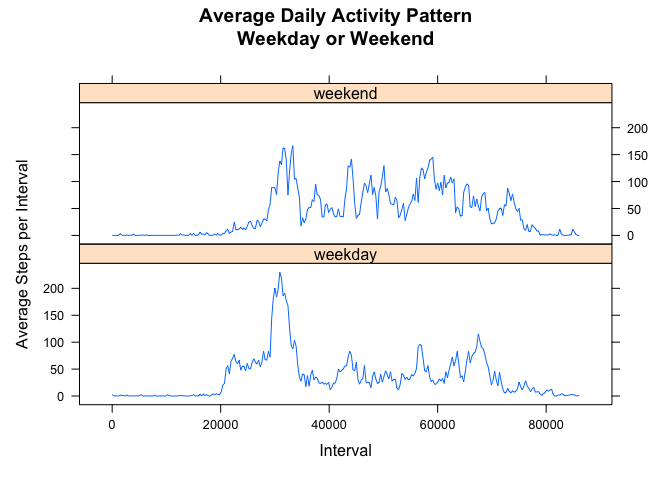 Average Daily Activity Pattern
Weekday or Weekend
weekend
200
150
100
50
0
weekday
200
150
100
50
0
0 20000 40000 60000 80000
Interval
Average Steps per Interval